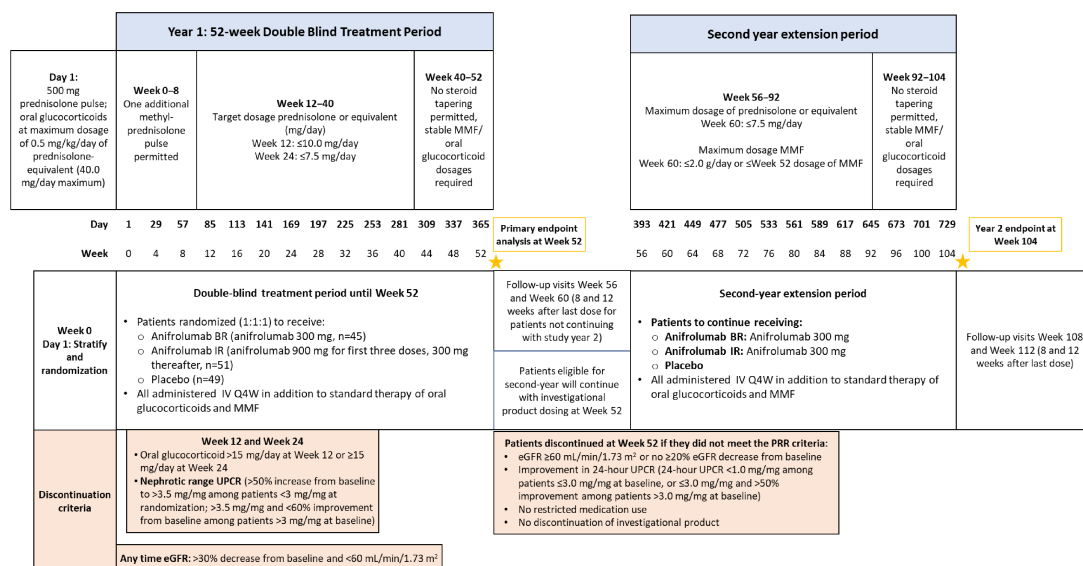 Year 1: 52-week Double Blind Treatment Period
Second year extension period
Day 1:
500 mg
prednisolone pulse;
oral glucocorticoids
at maximum dosage
of 0.5 mg/kg/day of
prednisolone-
equivalent (40.0
mg/day maximum)
Week 0–8
One additional
methyl-
prednisolone
pulse
permitted
Week 12–40
Target dosage prednisolone or equivalent
(mg/day)
Week 12: ≤10.0 mg/day
Week 24: ≤7.5 mg/day
Week 40–52
No steroid
tapering
permitted,
stable MMF/
oral
glucocorticoid
dosages
required
Week 56–92
Maximum dosage of prednisolone or equivalent
Week 60: ≤7.5 mg/day
Maximum dosage MMF
Week 60: ≤2.0 g/day or ≤Week 52 dosage of MMF
Week 92–104
No steroid
tapering
permitted,
stable MMF/
oral
glucocorticoid
dosages
required
Day 1 29 57 85 113 141 169 197 225 253 281 309 337 365
Primary endpoint
analysis at Week 52
393 421 449 477 505 533 561 589 617 645 673 701 729
Year 2 endpoint at
Week 104
Week 0 4 8 12 16 20 24 28 32 36 40 44 48 52
56 60 64 68 72 76 80 84 88 92 96 100 104
Week 0
Day 1: Stratify
and
randomization
Double-blind treatment period until Week 52
• Patients randomized (1:1:1) to receive:
o Anifrolumab BR (anifrolumab 300 mg, n=45)
o Anifrolumab IR (anifrolumab 900 mg for first three doses, 300 mg
thereafter, n=51)
o Placebo (n=49)
• All administered IV Q4W in addition to standard therapy of oral
glucocorticoids and MMF
Follow-up visits Week 56
and Week 60 (8 and 12
weeks after last dose for
patients not continuing
with study year 2)
Patients eligible for
second-year will continue
with investigational
product dosing at Week 52
Second-year extension period
• Patients to continue receiving:
o Anifrolumab BR: Anifrolumab 300 mg
o Anifrolumab IR: Anifrolumab 300 mg
o Placebo
• All administered IV Q4W in addition to standard therapy of
oral glucocorticoids and MMF
Follow-up visits Week 108
and Week 112 (8 and 12
weeks after last dose)
Discontinuation
criteria
Week 12 and Week 24
• Oral glucocorticoid >15 mg/day at Week 12 or ≥15
mg/day at Week 24
• Nephrotic range UPCR (>50% increase from baseline
to >3.5 mg/mg among patients <3 mg/mg at
randomization; >3.5 mg/mg and <60% improvement
from baseline among patients >3 mg/mg at baseline)
Any time eGFR: >30% decrease from baseline and <60 mL/min/1.73 m²
Patients discontinued at Week 52 if they did not meet the PRR criteria:
• eGFR ≥60 mL/min/1.73 m² or no ≥20% eGFR decrease from baseline
• Improvement in 24-hour UPCR (24-hour UPCR <1.0 mg/mg among
patients ≤3.0 mg/mg at baseline, or ≤3.0 mg/mg and >50%
improvement among patients >3.0 mg/mg at baseline)
• No restricted medication use
• No discontinuation of investigational product